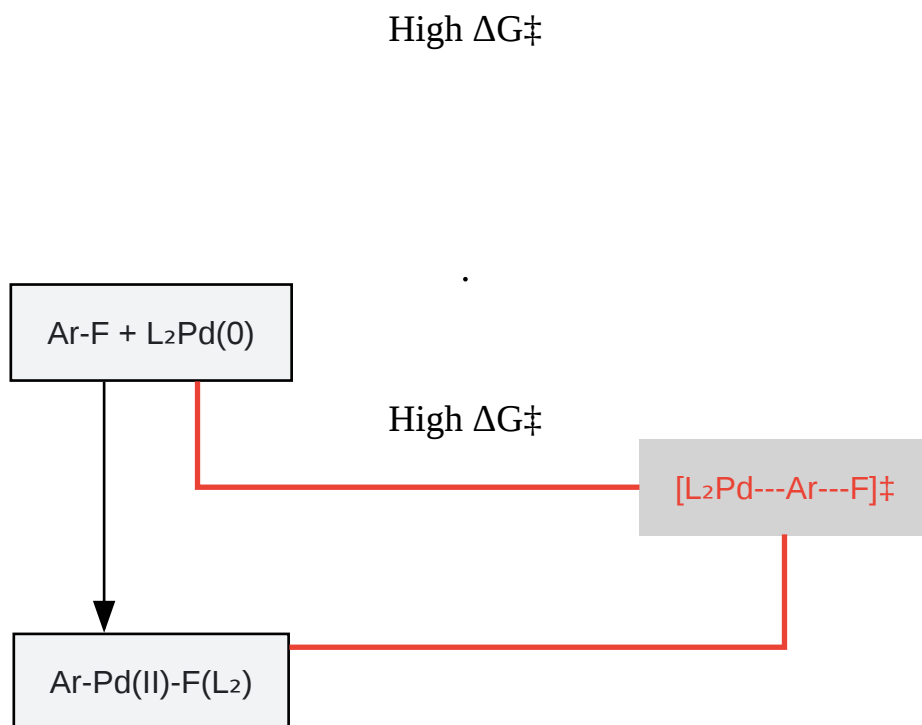 High ΔG‡
.
Ar-F + L₂Pd(0)
High ΔG‡
[L₂Pd---Ar---F]‡
Ar-Pd(II)-F(L₂)